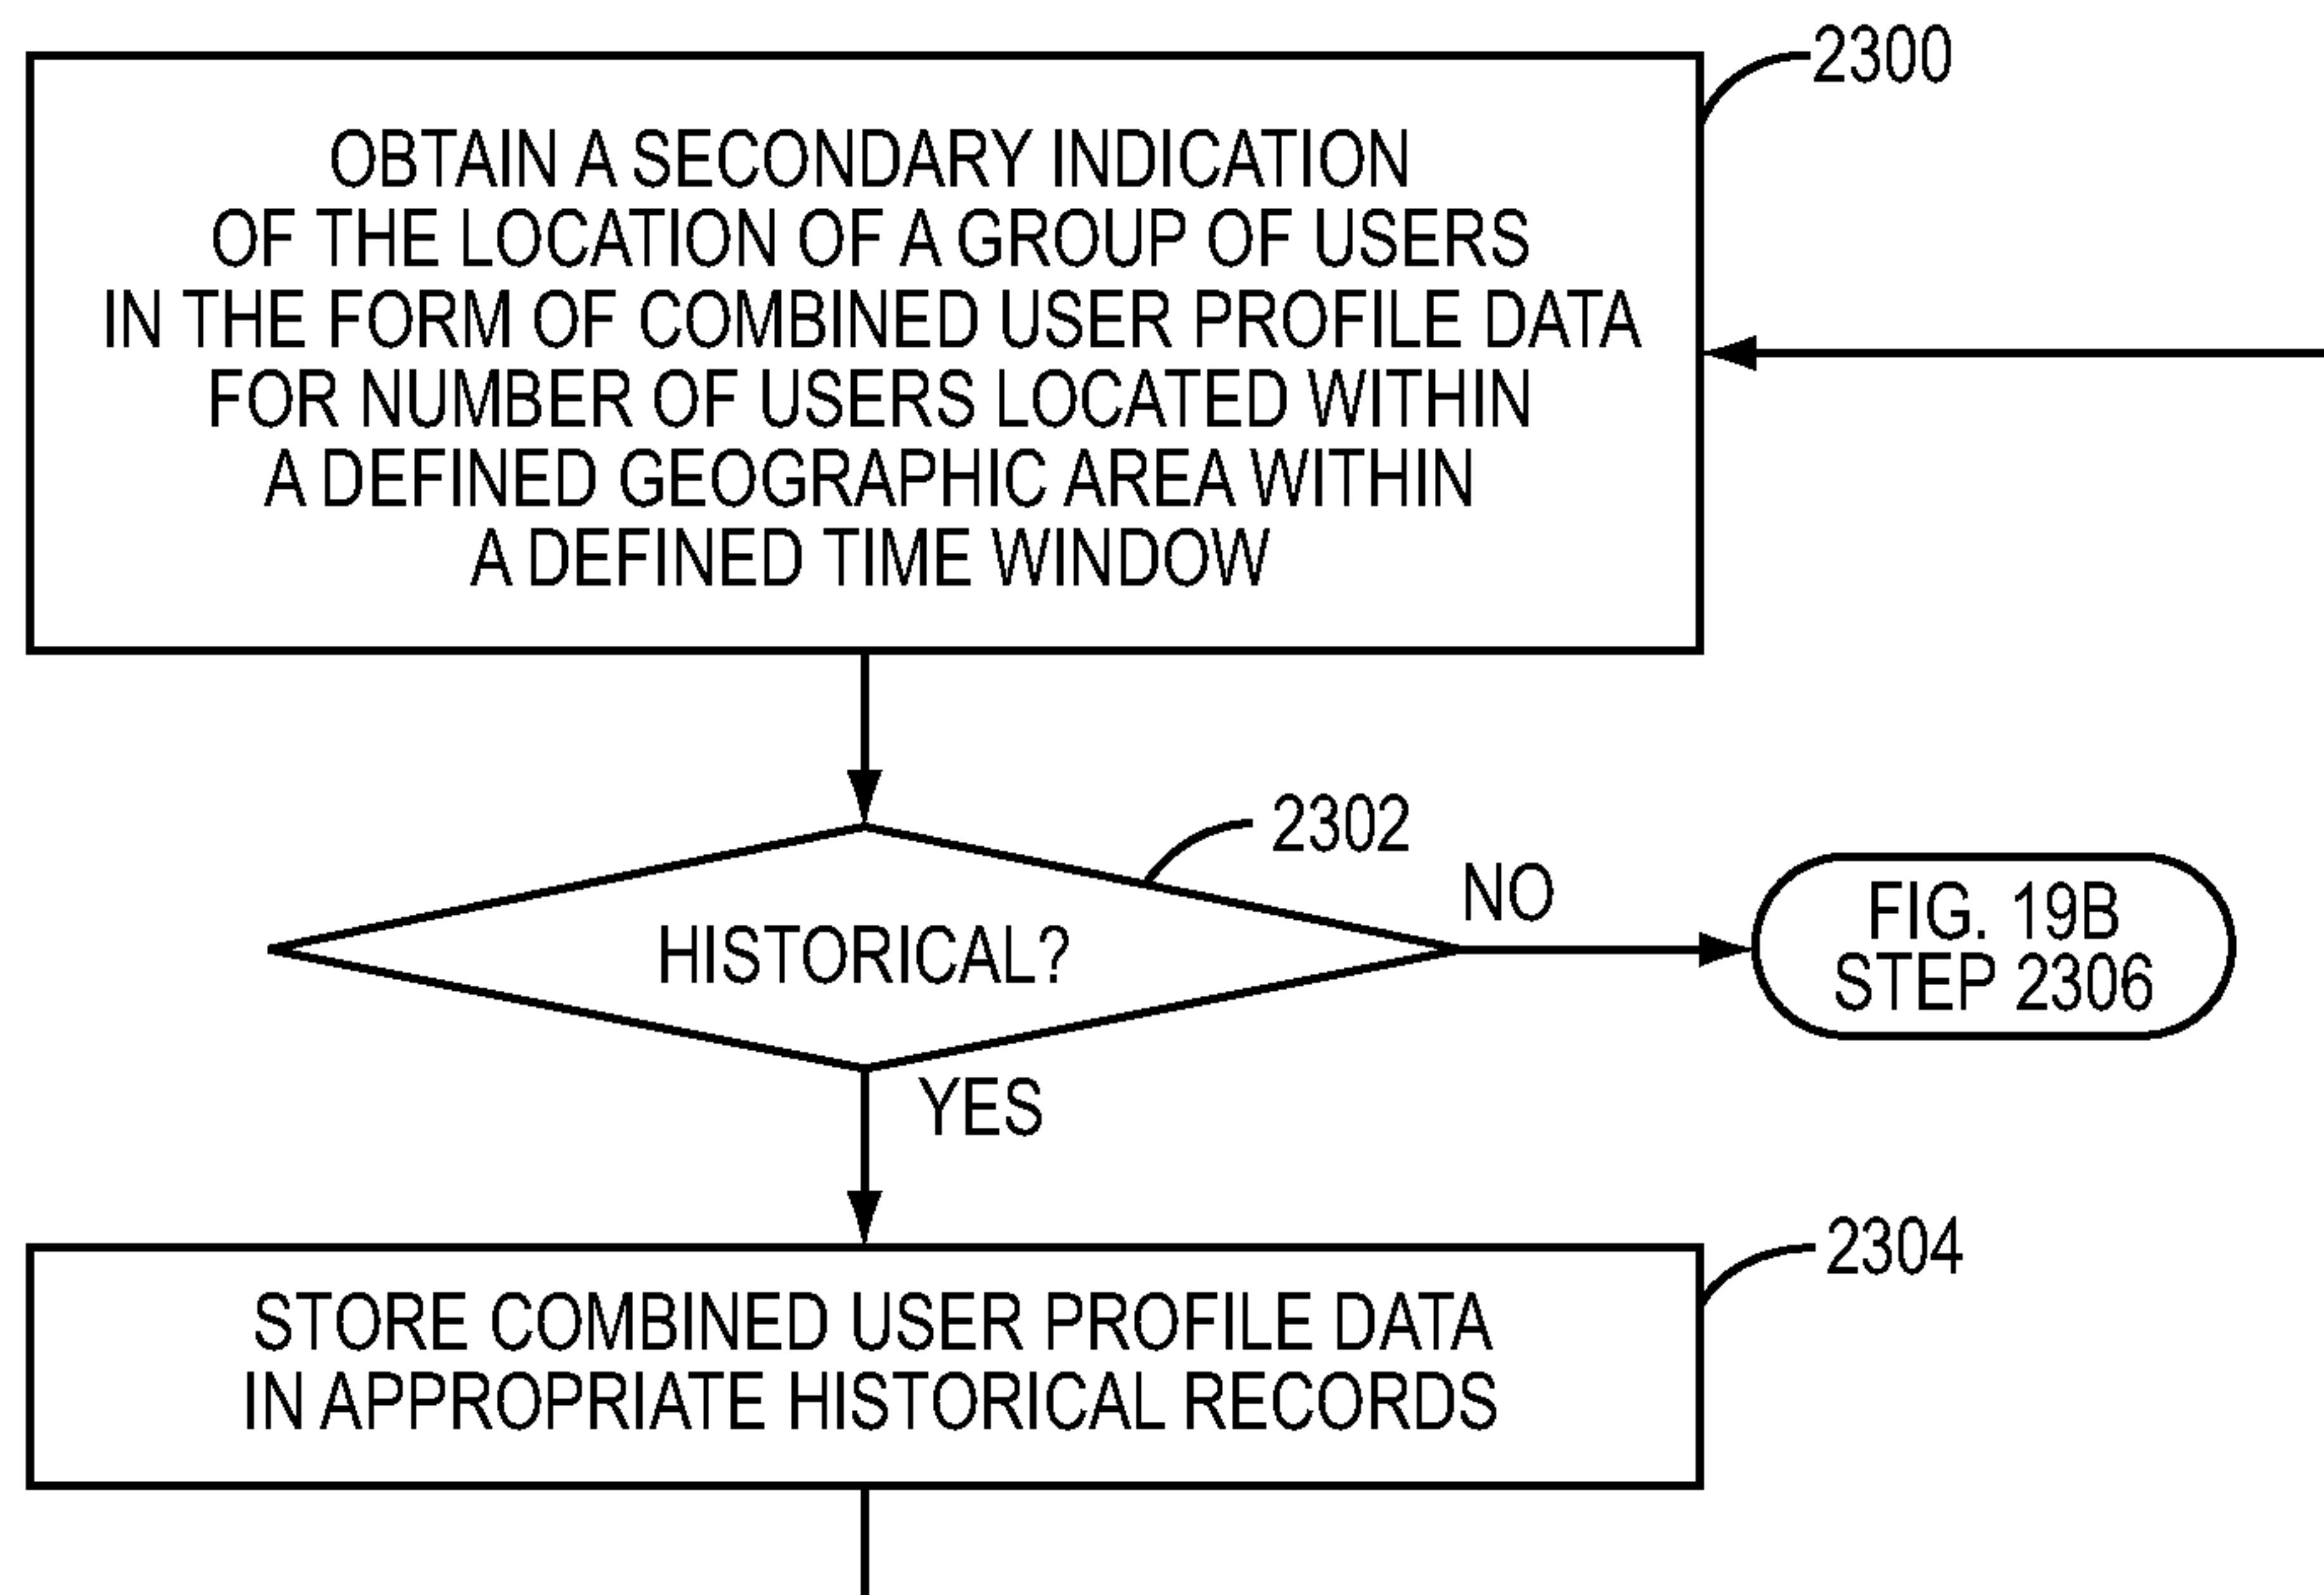 2300
OBTAIN A SECONDARY INDICATION
OF THE LOCATION OF A GROUP OF USERS
IN THE FORM OF COMBINED USER PROFILE DATA
FOR NUMBER OF USERS LOCATED WITHIN
A DEFINED GEOGRAPHIC AREA WITHIN
A DEFINED TIME WINDOW
2302
HISTORICAL?
NO
FIG. 19B
STEP 2306
YES
2304
STORE COMBINED USER PROFILE DATA
IN APPROPRIATE HISTORICAL RECORDS